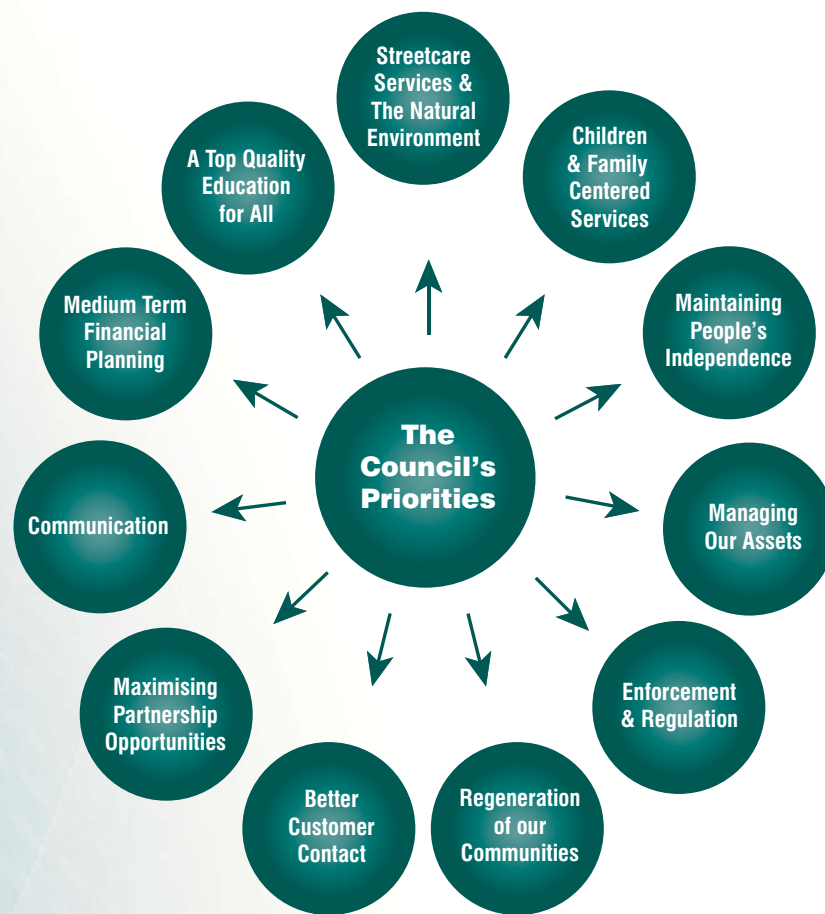 Streetcare
Services &
The Natural
Environment
Children
& Family
Centered
Services
Maintaining
People's
Independence
Managing
Our Assets
Enforcement
& Regulation
Regeneration
of our
Communities
Better
Customer
Contact
Maximising
Partnership
Opportunities
Communication
Medium Term
Financial
Planning
A Top Quality
Education
for All
The
Council's
Priorities